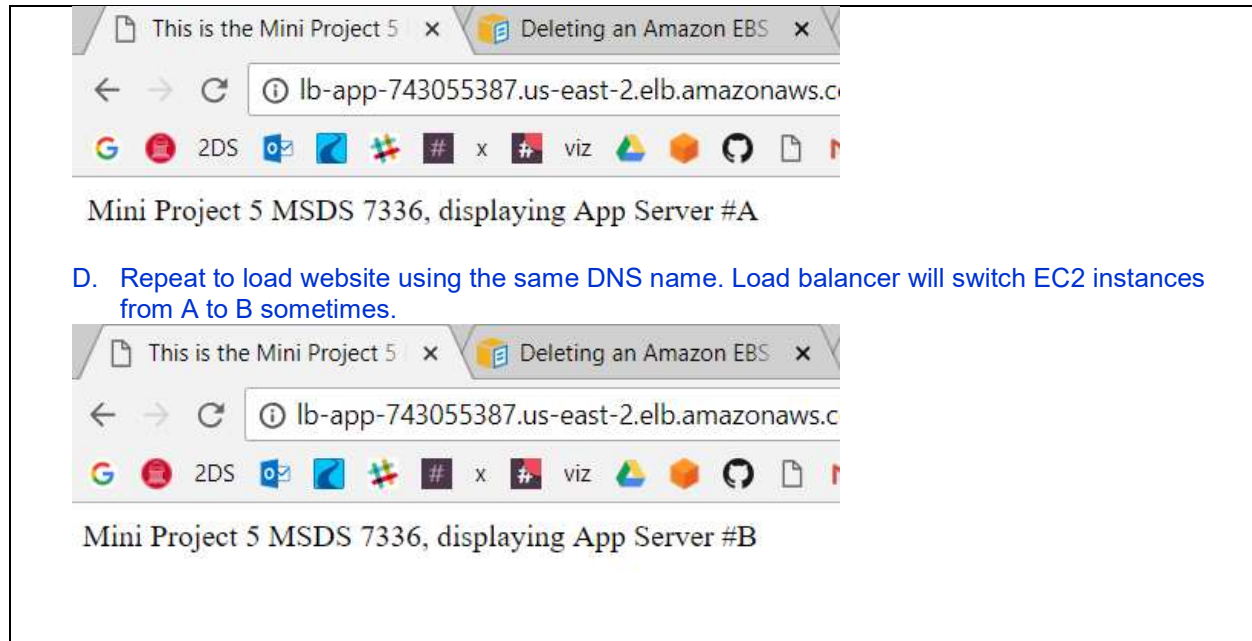 This is the Mini Project 5
Deleting an Amazon EBS
lb-app-743055387.us-east-2.elb.amazonaws.c
G 2DS # x # viz
Mini Project 5 MSDS 7336, displaying App Server #A
D. Repeat to load website using the same DNS name. Load balancer will switch EC2 instances
from A to B sometimes.
This is the Mini Project 5
Deleting an Amazon EBS
lb-app-743055387.us-east-2.elb.amazonaws.c
G 2DS # x # viz
Mini Project 5 MSDS 7336, displaying App Server #B